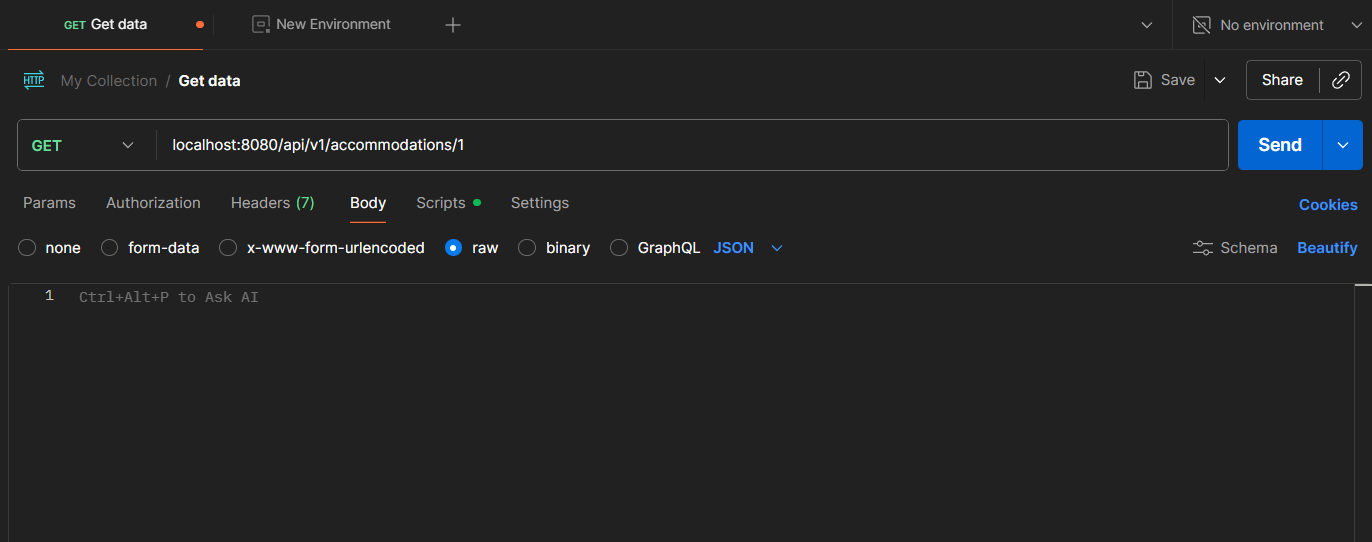 GET Get data New Environment No environment
HTTP My Collection / Get data Save Share
GET localhost:8080/api/v1/accommodations/1 Send
Params Authorization Headers (7) Body Scripts Settings Cookies
none form-data x-www-form-urlencoded raw binary GraphQL JSON Schema Beautify
1 Ctrl+Alt+P to Ask AI